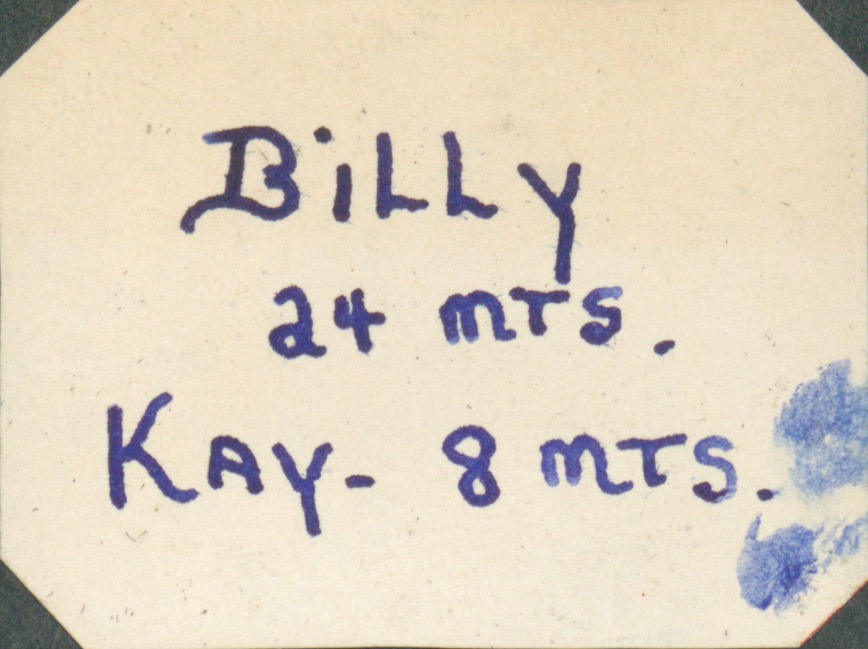 BiLLy
24 mTS.
KAY- 8 mTS.